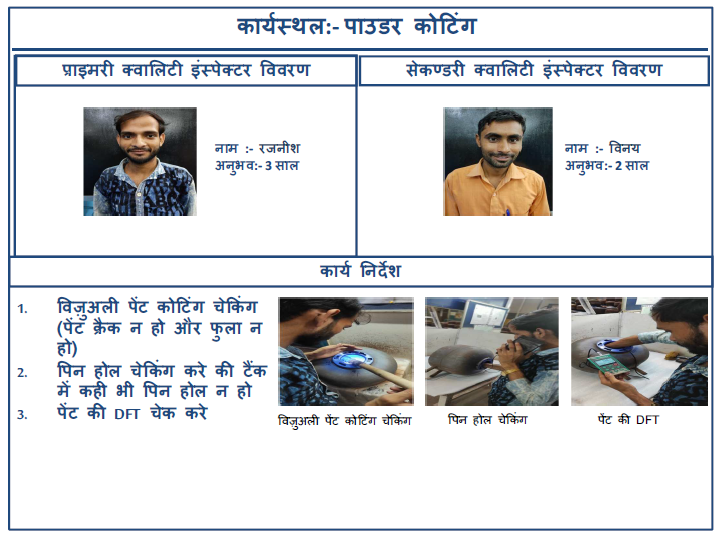 कार्यस्थल:- पाउडर कोटिंग
प्राइमरी क्वालिटी इंस्पेक्टर विवरण
सेकण्डरी क्वालिटी इंस्पेक्टर विवरण
नाम :- रजनीश
अनुभव:- 3 साल
नाम :- विनय
अनुभव:- 2 साल
कार्य निर्देश
1. विज़ुअली पेंट कोटिंग चेकिंग
(पेंट क्रैक न हो और फुला न
हो)
2. पिन होल चेकिंग करे की टैंक
में कही भी पिन होल न हो
3. पेंट की DFT चेक करे
विज़ुअली पेंट कोटिंग चेकिंग
पिन होल चेकिंग
पेंट की DFT